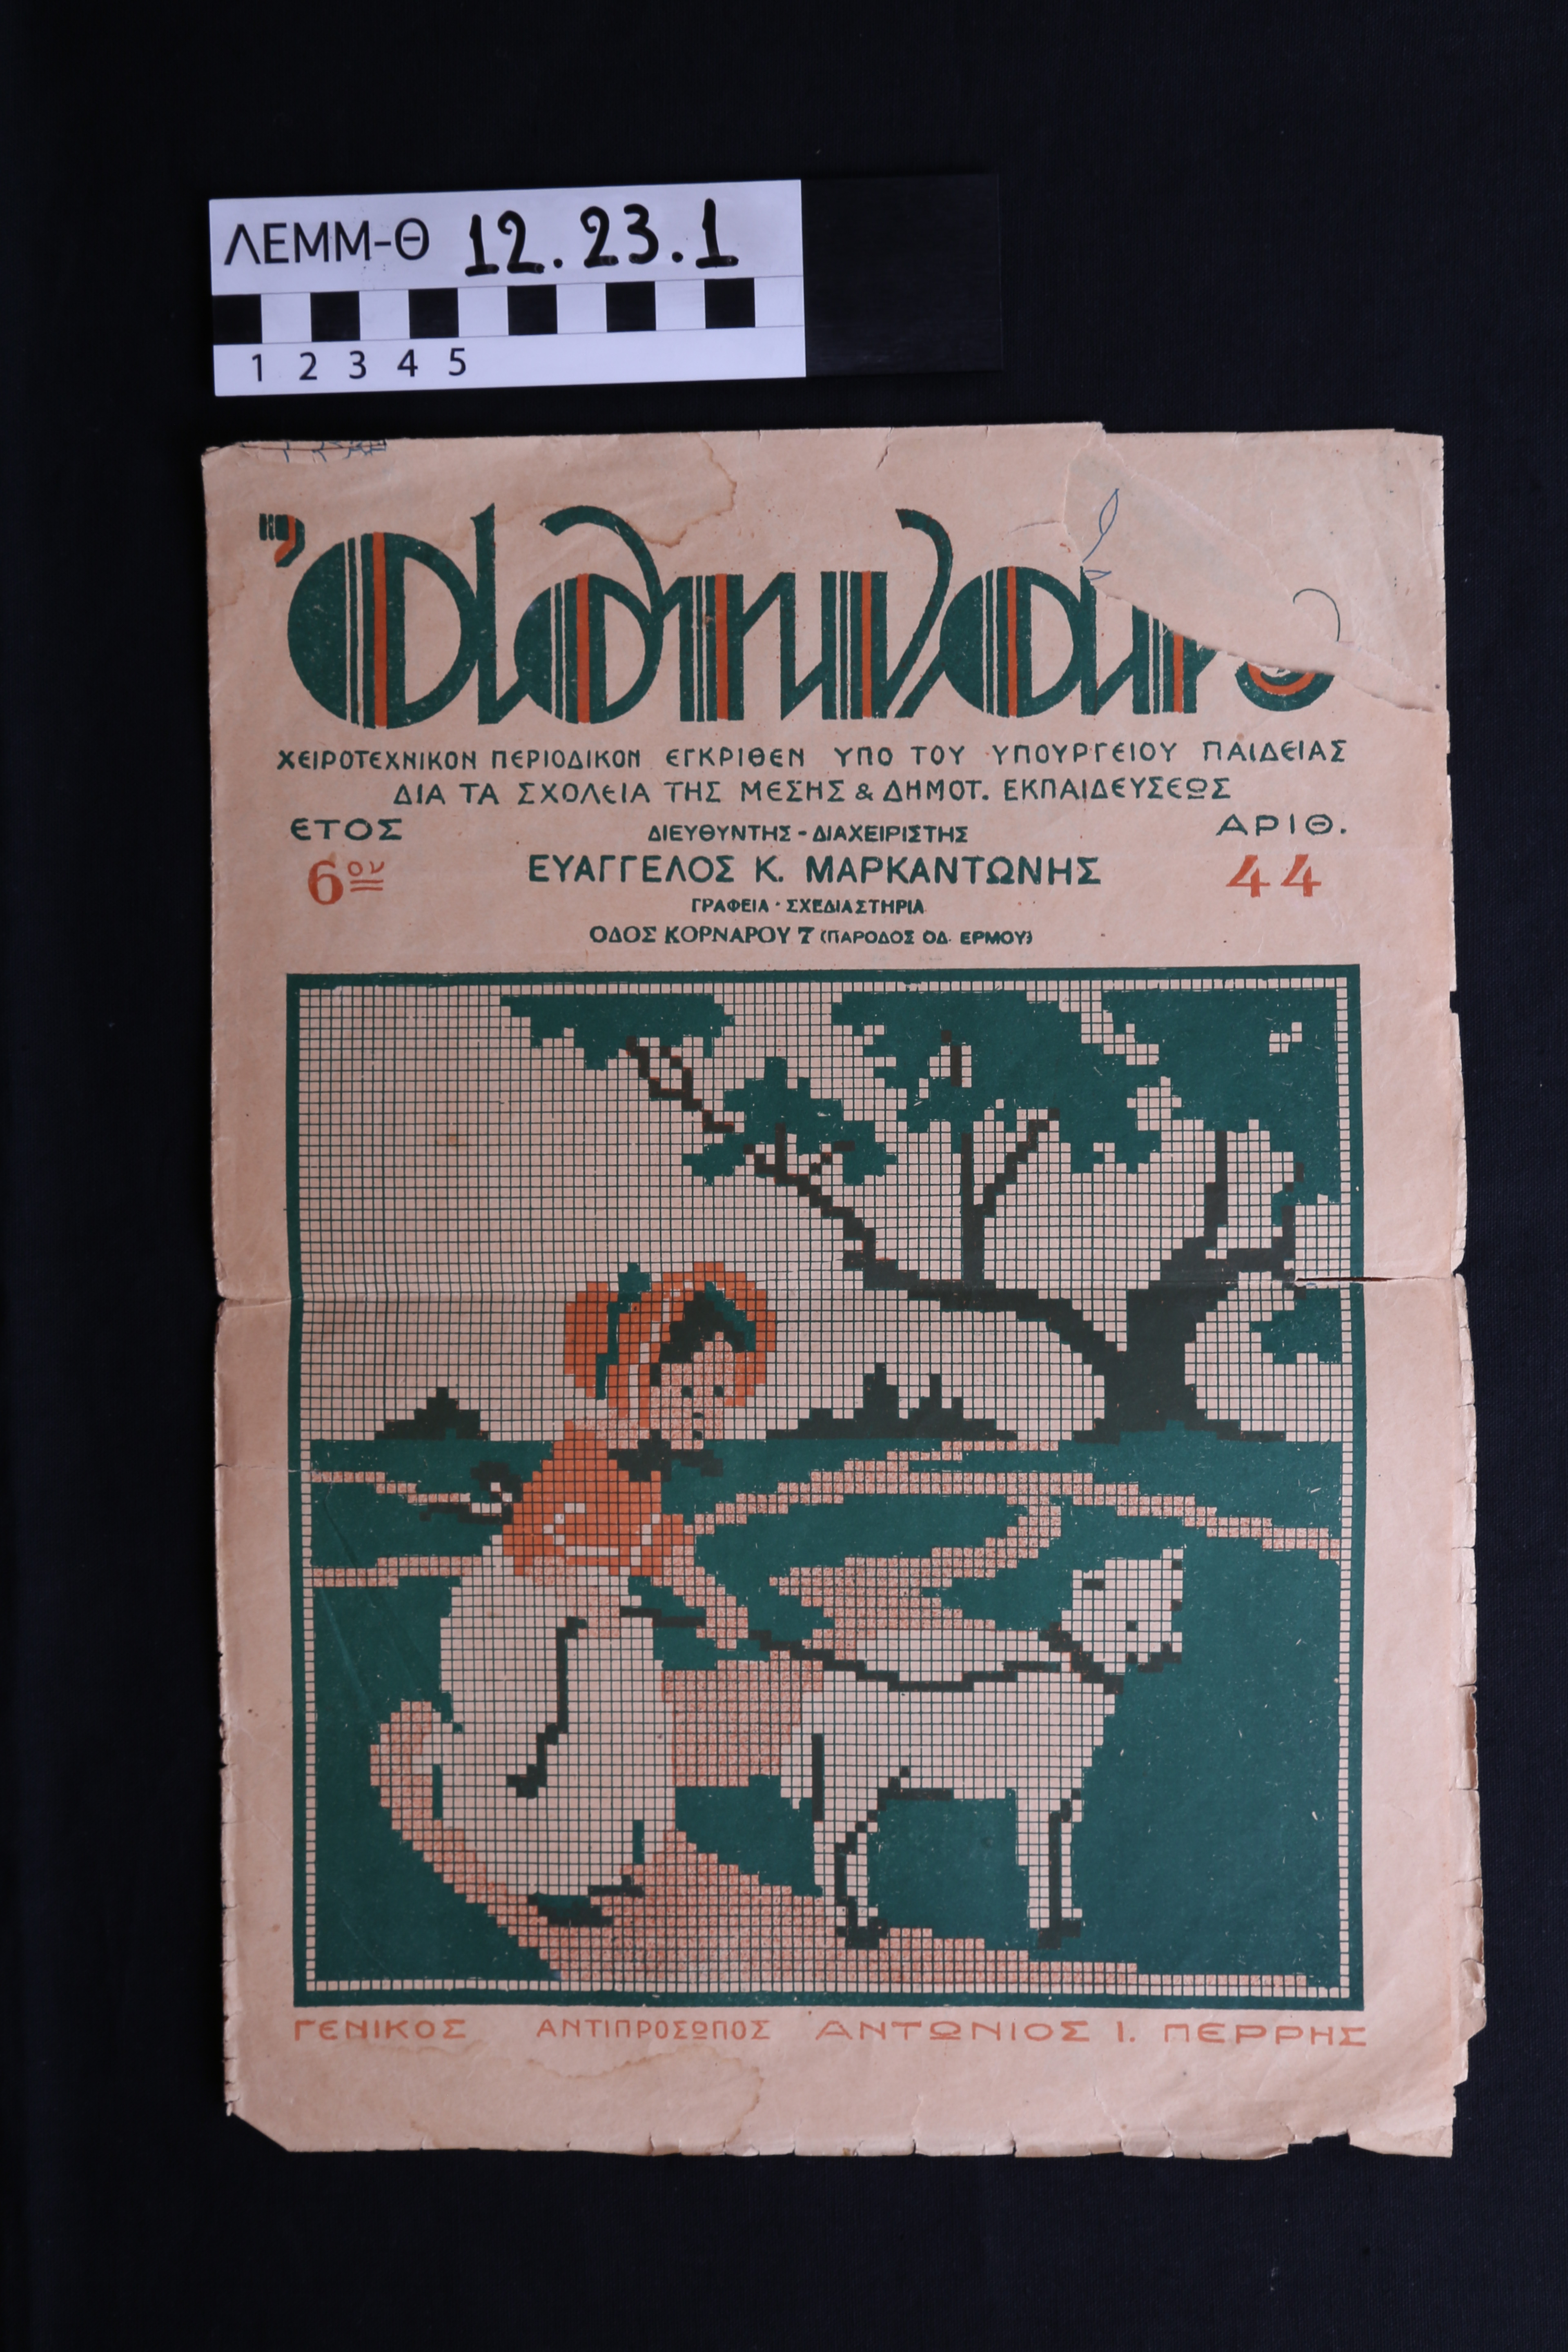 ΛΕΜΜ-Θ 12.23.1
1 2 3 4 5
ΧΕΙΡΟΤΕΧΝΙΚΟΝ ΠΕΡΙΟΔΙΚΟΝ ΕΓΚΡΙΘΕΝ ΥΠΟ ΤΟΥ ΥΠΟΥΡΓΕΙΟΥ ΠΑΙΔΕΙΑΣ
ΔΙΑ ΤΑ ΣΧΟΛΕΙΑ ΤΗΣ ΜΕΣΗΣ & ΔΗΜΟΤ. ΕΚΠΑΙΔΕΥΣΕΩΣ
ΕΤΟΣ
6ον
ΔΙΕΥΘΥΝΤΗΣ - ΔΙΑΧΕΙΡΙΣΤΗΣ
ΕΥΑΓΓΕΛΟΣ Κ. ΜΑΡΚΑΝΤΩΝΗΣ
ΓΡΑΦΕΙΑ · ΣΧΕΔΙΑΣΤΗΡΙΑ
ΟΔΟΣ ΚΟΡΝΑΡΟΥ 7 (ΠΑΡΟΔΟΣ ΟΔ. ΕΡΜΟΥ)
ΑΡΙΘ.
44
ΓΕΝΙΚΟΣ ΑΝΤΙΠΡΟΣΩΠΟΣ ΑΝΤΩΝΙΟΣ Ι. ΠΕΡΡΗΣ